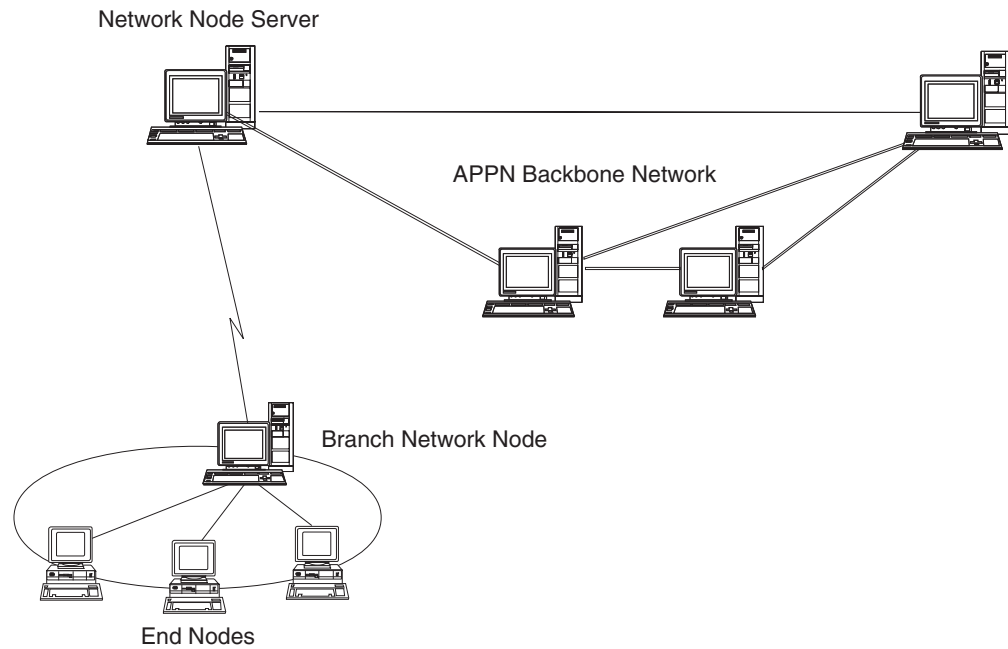 Network Node Server
APPN Backbone Network
Branch Network Node
End Nodes